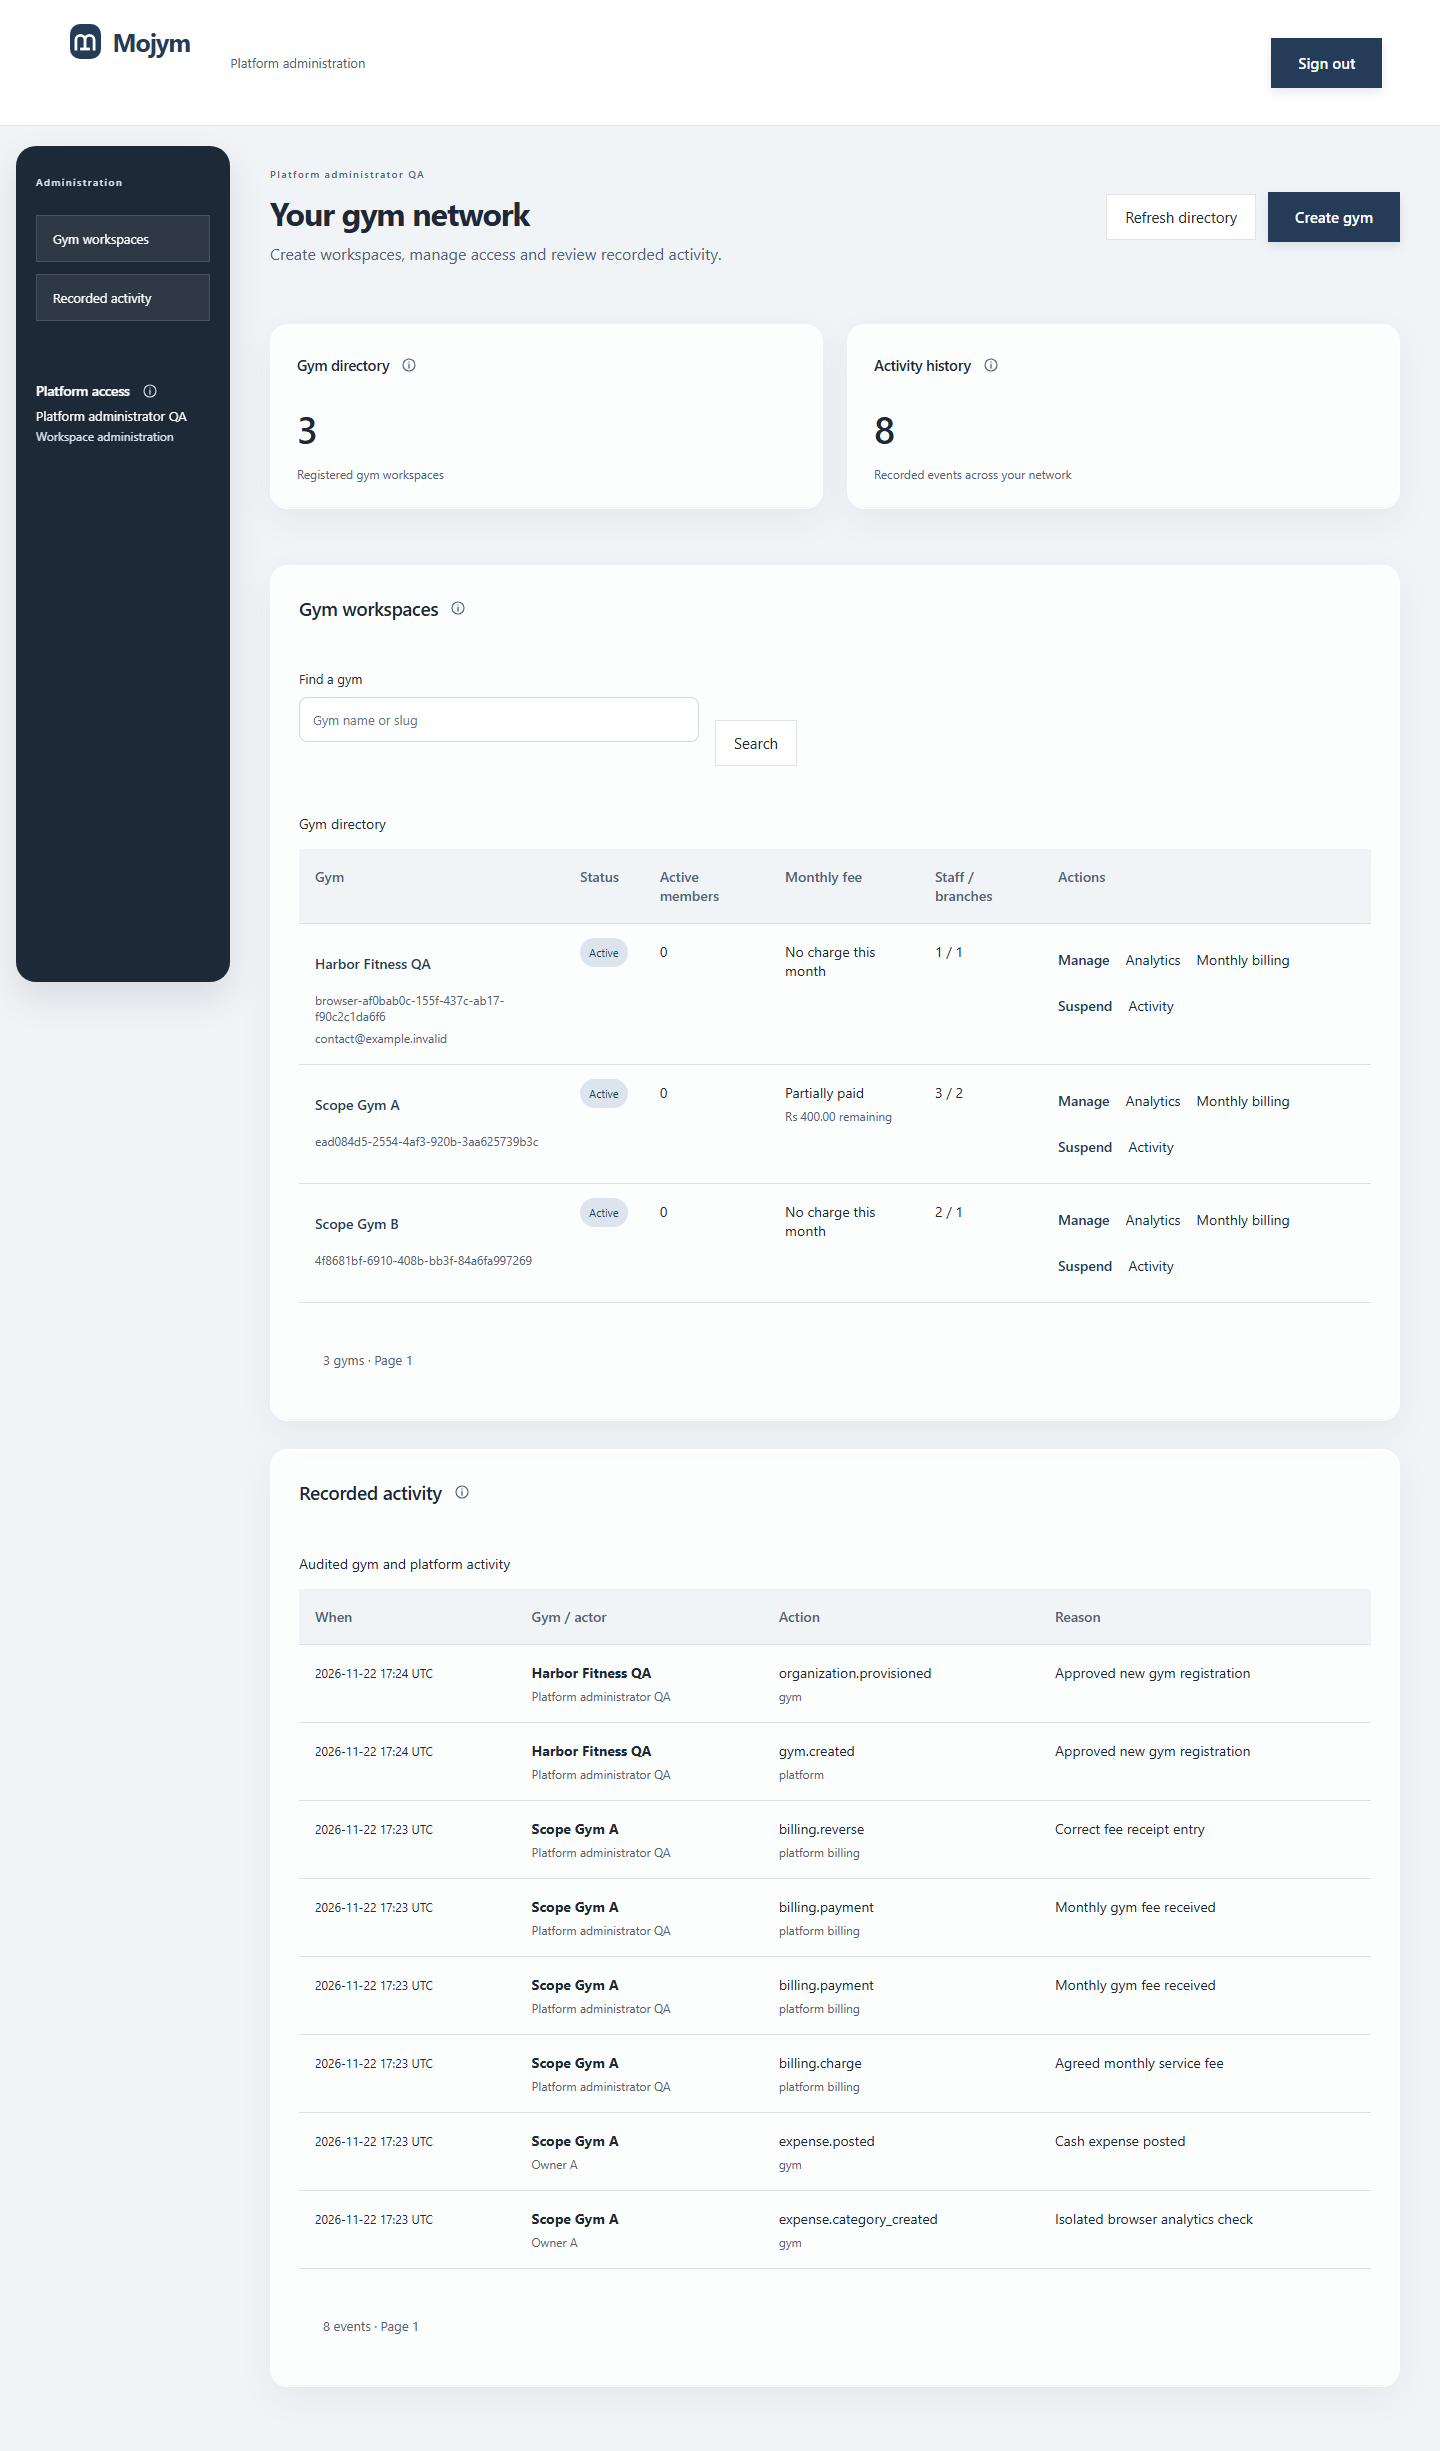 Mojym
Platform administration
Sign out
Administration
Gym workspaces
Recorded activity
Platform access
Platform administrator QA
Workspace administration
Platform administrator QA
Your gym network
Create workspaces, manage access and review recorded activity.
Refresh directory
Create gym
Gym directory
3
Registered gym workspaces
Activity history
8
Recorded events across your network
Gym workspaces
Find a gym
Gym name or slug
Search
Gym directory
Gym Status Active members Monthly fee Staff / branches Actions
Harbor Fitness QA
browser-af0bab0c-155f-437c-ab17-
f90c2c1da6f6
contact@example.invalid
Active
0
No charge this
month
1 / 1
Manage Analytics Monthly billing
Suspend Activity
Scope Gym A
ead084d5-2554-4af3-920b-3aa625739b3c
Active
0
Partially paid
Rs 400.00 remaining
3 / 2
Manage Analytics Monthly billing
Suspend Activity
Scope Gym B
4f8681bf-6910-408b-bb3f-84a6fa997269
Active
0
No charge this
month
2 / 1
Manage Analytics Monthly billing
Suspend Activity
3 gyms · Page 1
Recorded activity
Audited gym and platform activity
When Gym / actor Action Reason
2026-11-22 17:24 UTC Harbor Fitness QA organization.provisioned Approved new gym registration
Platform administrator QA gym
2026-11-22 17:24 UTC Harbor Fitness QA gym.created Approved new gym registration
Platform administrator QA platform
2026-11-22 17:23 UTC Scope Gym A billing.reverse Correct fee receipt entry
Platform administrator QA platform billing
2026-11-22 17:23 UTC Scope Gym A billing.payment Monthly gym fee received
Platform administrator QA platform billing
2026-11-22 17:23 UTC Scope Gym A billing.payment Monthly gym fee received
Platform administrator QA platform billing
2026-11-22 17:23 UTC Scope Gym A billing.charge Agreed monthly service fee
Platform administrator QA platform billing
2026-11-22 17:23 UTC Scope Gym A expense.posted Cash expense posted
Owner A gym
2026-11-22 17:23 UTC Scope Gym A expense.category_created Isolated browser analytics check
Owner A gym
8 events · Page 1